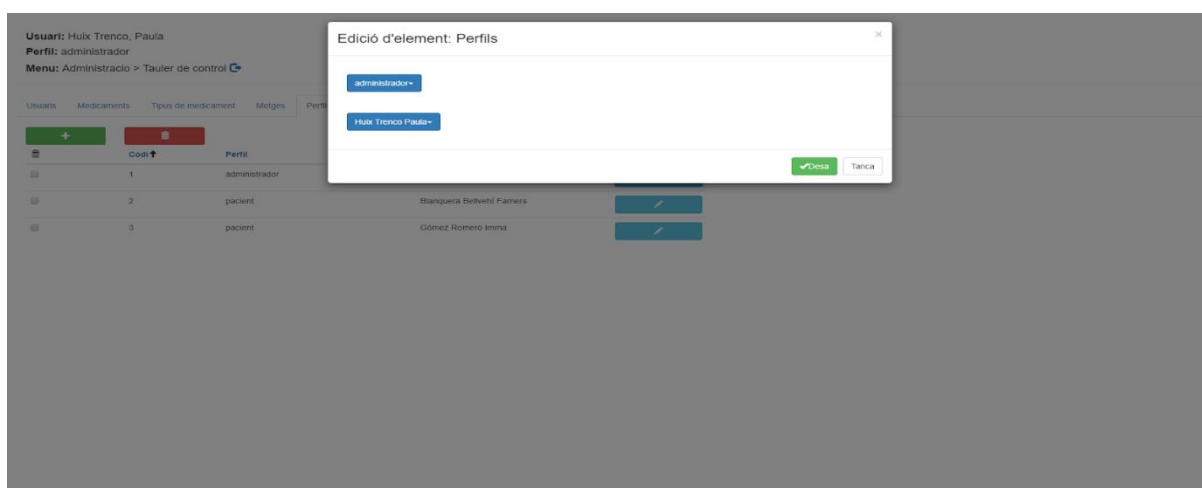 Usuari: Huix Trenco, Paula
Perfil: administrador
Menu: Administracio > Tauler de control
Edició d'element: Perfils
×
administrador
Huix Trenco Paula
Desa Tanca
Usuaris Medicaments Tipus de medicament Metges Perfil
Codi Perfil
1 administrador
2 pacient Blanquera Bellvehí Farners
3 pacient Gómez Romero Imma